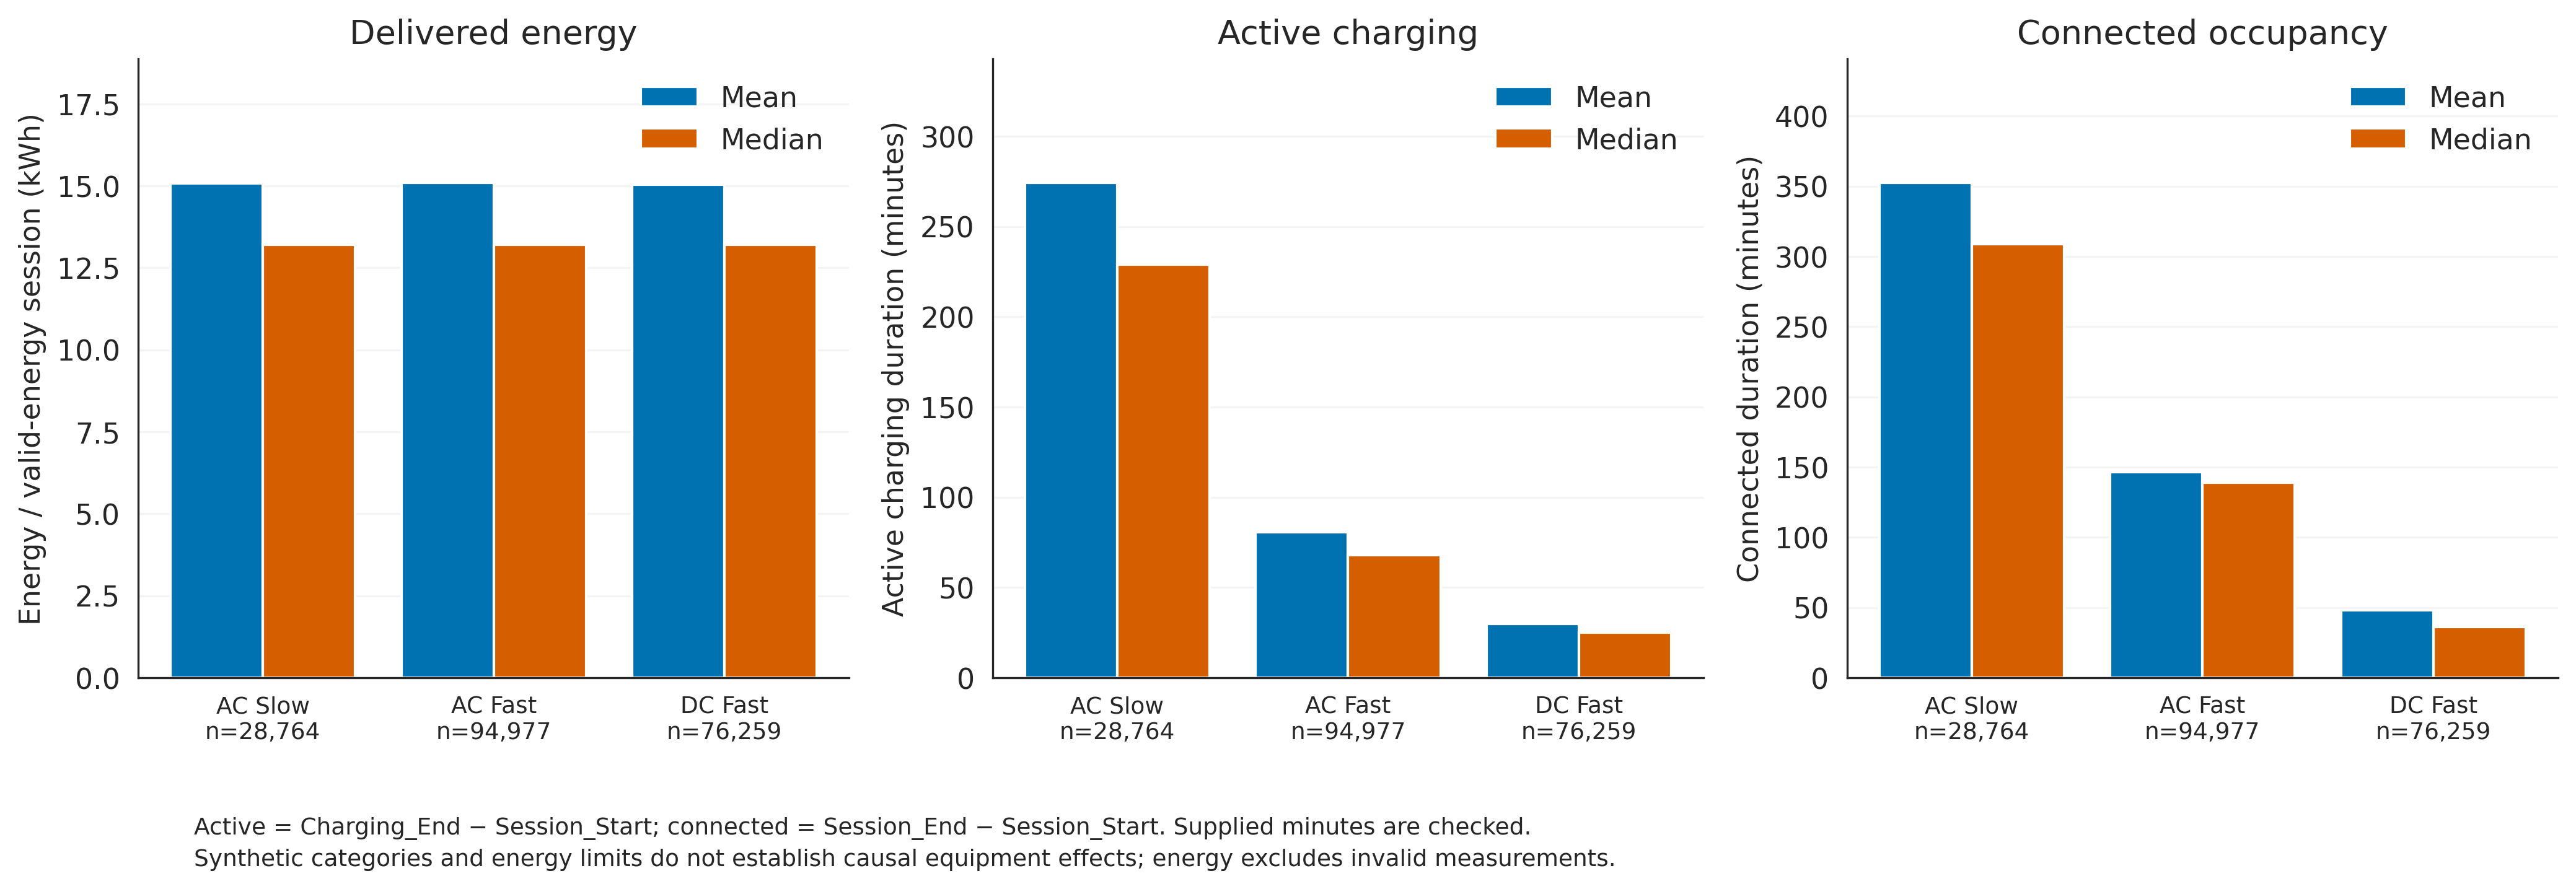 Delivered energy
Energy / valid-energy session (kWh)
17.5
15.0
12.5
10.0
7.5
5.0
2.5
0.0
Mean
Median
AC Slow
n=28,764
AC Fast
n=94,977
DC Fast
n=76,259
Active charging
Active charging duration (minutes)
300
250
200
150
100
50
0
Mean
Median
AC Slow
n=28,764
AC Fast
n=94,977
DC Fast
n=76,259
Connected occupancy
Connected duration (minutes)
400
350
300
250
200
150
100
50
0
Mean
Median
AC Slow
n=28,764
AC Fast
n=94,977
DC Fast
n=76,259
Active = Charging_End − Session_Start; connected = Session_End − Session_Start. Supplied minutes are checked.
Synthetic categories and energy limits do not establish causal equipment effects; energy excludes invalid measurements.